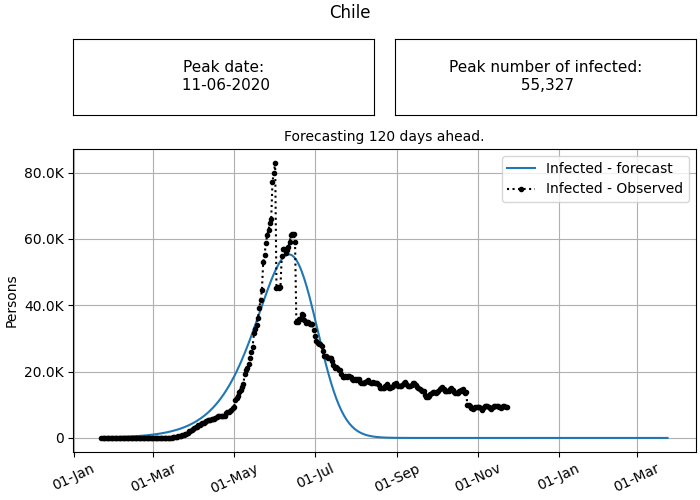 Chile
Peak date:
11-06-2020
Peak number of infected:
55,327
Forecasting 120 days ahead.
Infected - forecast
Infected - Observed
80.0K
60.0K
40.0K
20.0K
0
Persons
01-Jan
01-Mar
01-May
01-Jul
01-Sep
01-Nov
01-Jan
01-Mar